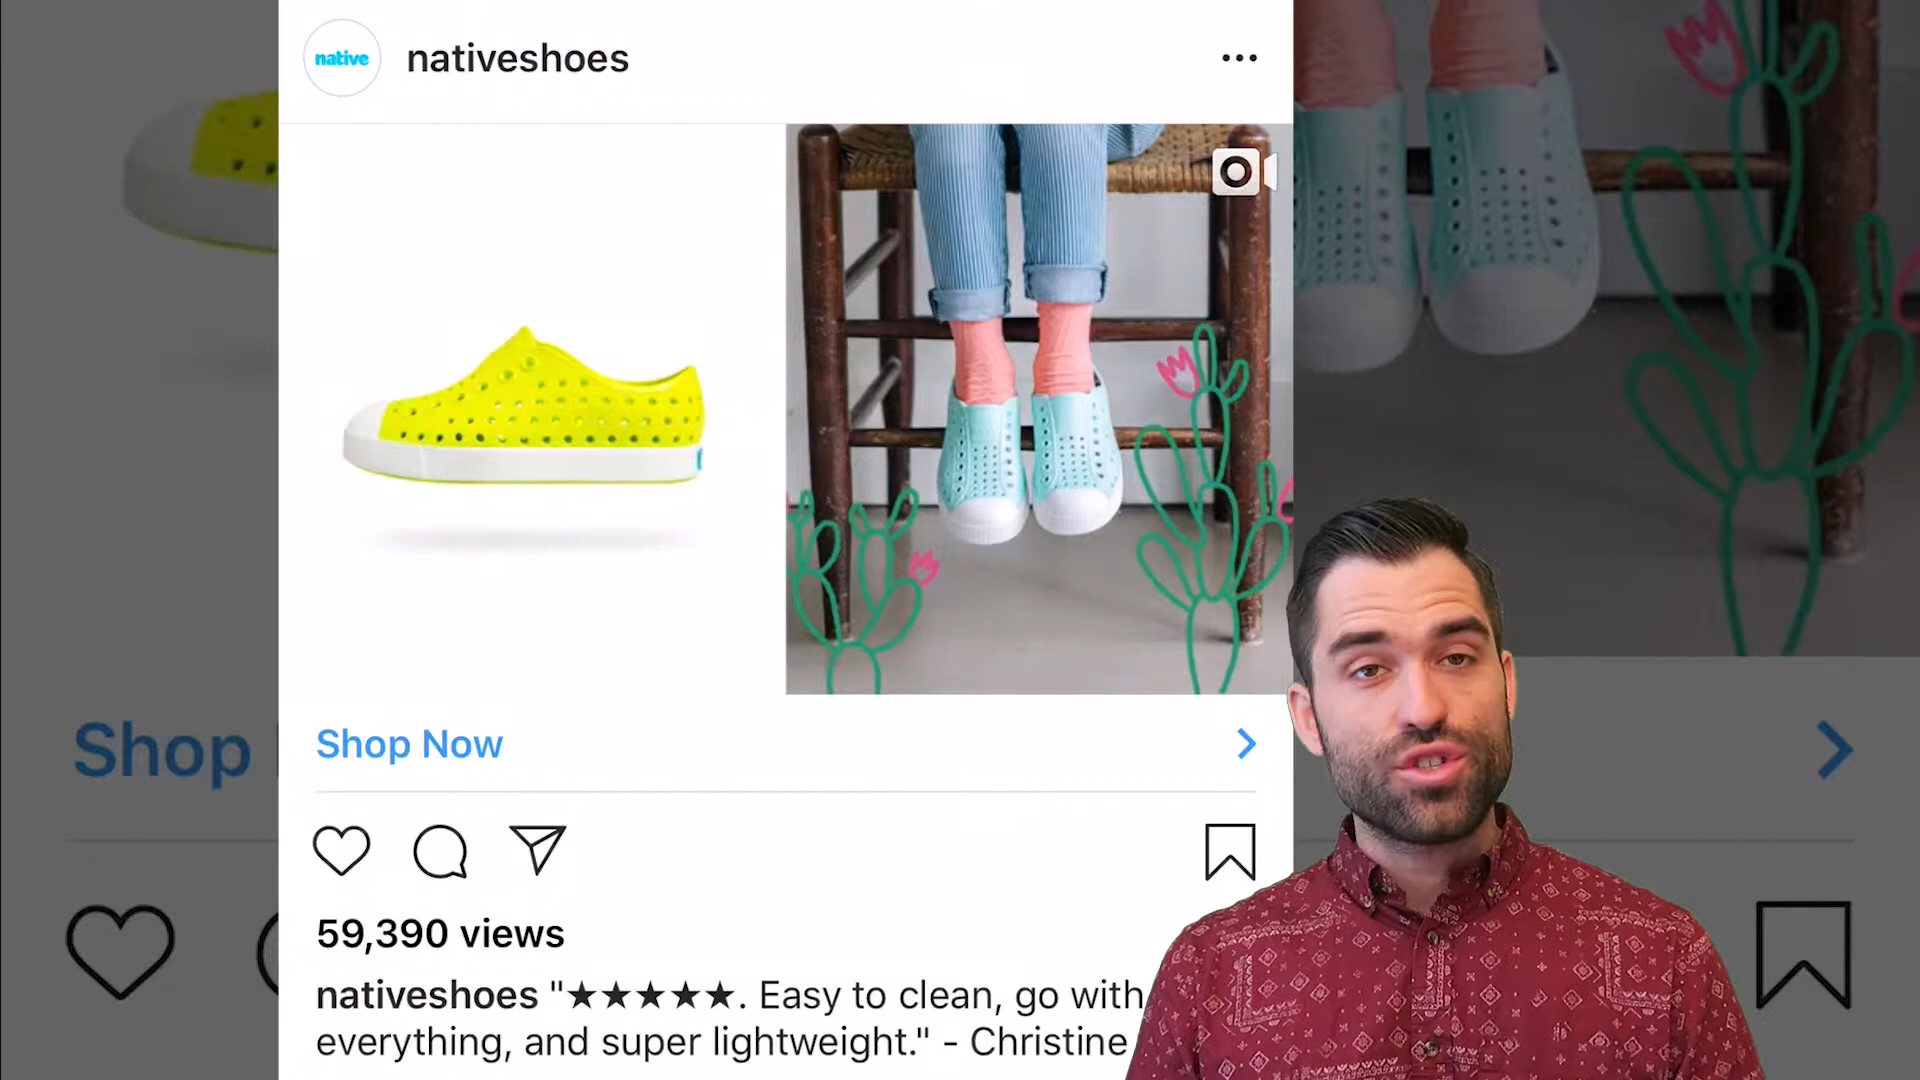 native
nativeshoes
Shop Now
Shop
59,390 views
nativeshoes "★★★★★. Easy to clean, go with
everything, and super lightweight." - Christine